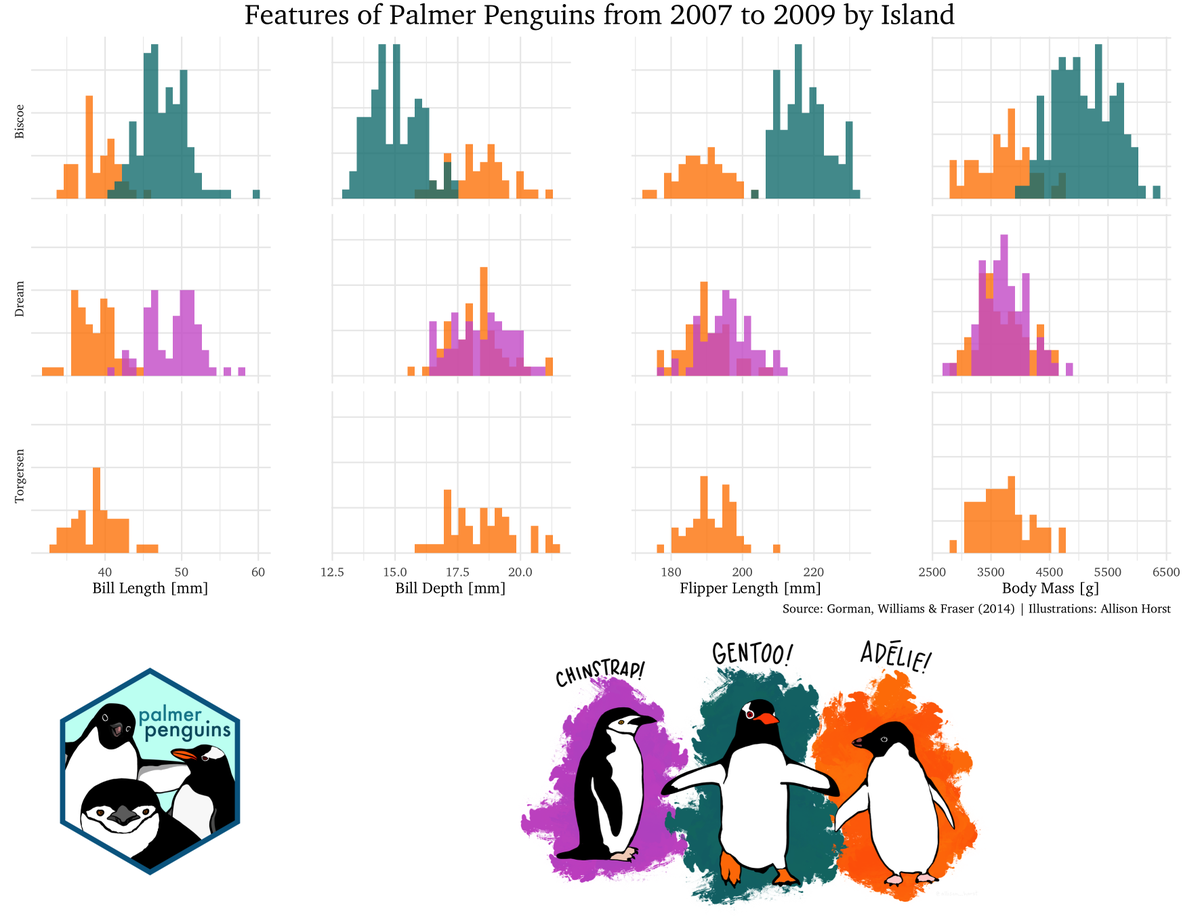 Features of Palmer Penguins from 2007 to 2009 by Island
Biscoe
Dream
Torgersen
40 50 60
12.5 15.0 17.5 20.0
180 200 220
2500 3500 4500 5500 6500
Bill Length [mm]
Bill Depth [mm]
Flipper Length [mm]
Body Mass [g]
Source: Gorman, Williams & Fraser (2014) | Illustrations: Allison Horst
CHINSTRAP!
GENTOO!
ADÉLIE!
palmer
penguins